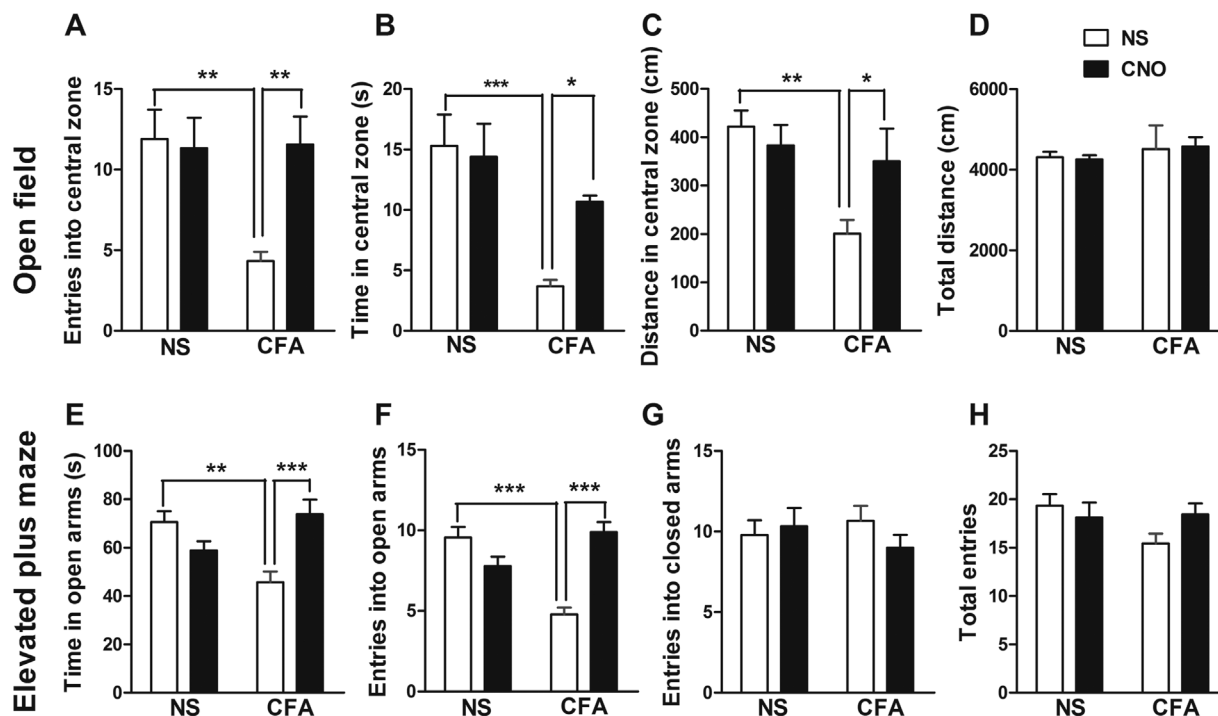 Open field
A
Entries into central zone
15
10
5
0
**
**
NS
CFA
B
Time in central zone (s)
20
15
10
5
0
***
*
NS
CFA
C
Distance in central zone (cm)
500
400
300
200
100
0
**
*
NS
CFA
D
NS
CNO
Total distance (cm)
6000
4000
2000
0
NS
CFA
Elevated plus maze
E
Time in open arms (s)
100
80
60
40
20
0
**
***
NS
CFA
F
Entries into open arms
15
10
5
0
***
***
NS
CFA
G
Entries into closed arms
15
10
5
0
NS
CFA
H
Total entries
25
20
15
10
5
0
NS
CFA